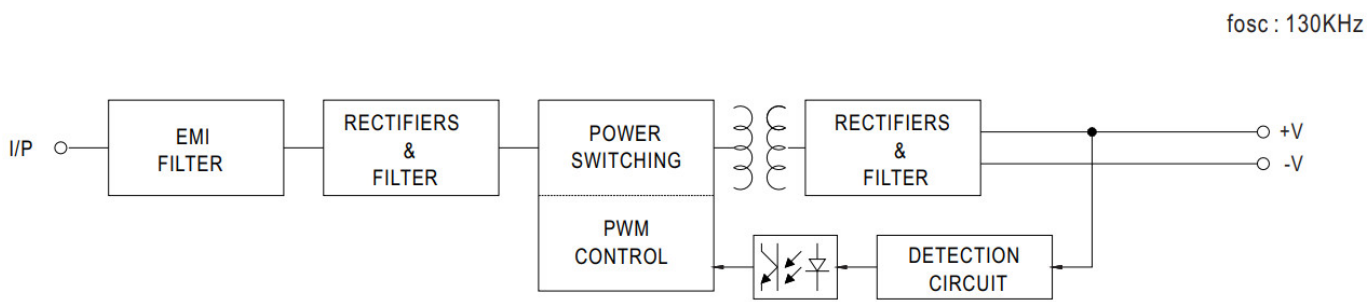 fosc : 130KHz
I/P
EMI
FILTER
RECTIFIERS
&
FILTER
POWER
SWITCHING
PWM
CONTROL
RECTIFIERS
&
FILTER
+V
-V
DETECTION
CIRCUIT